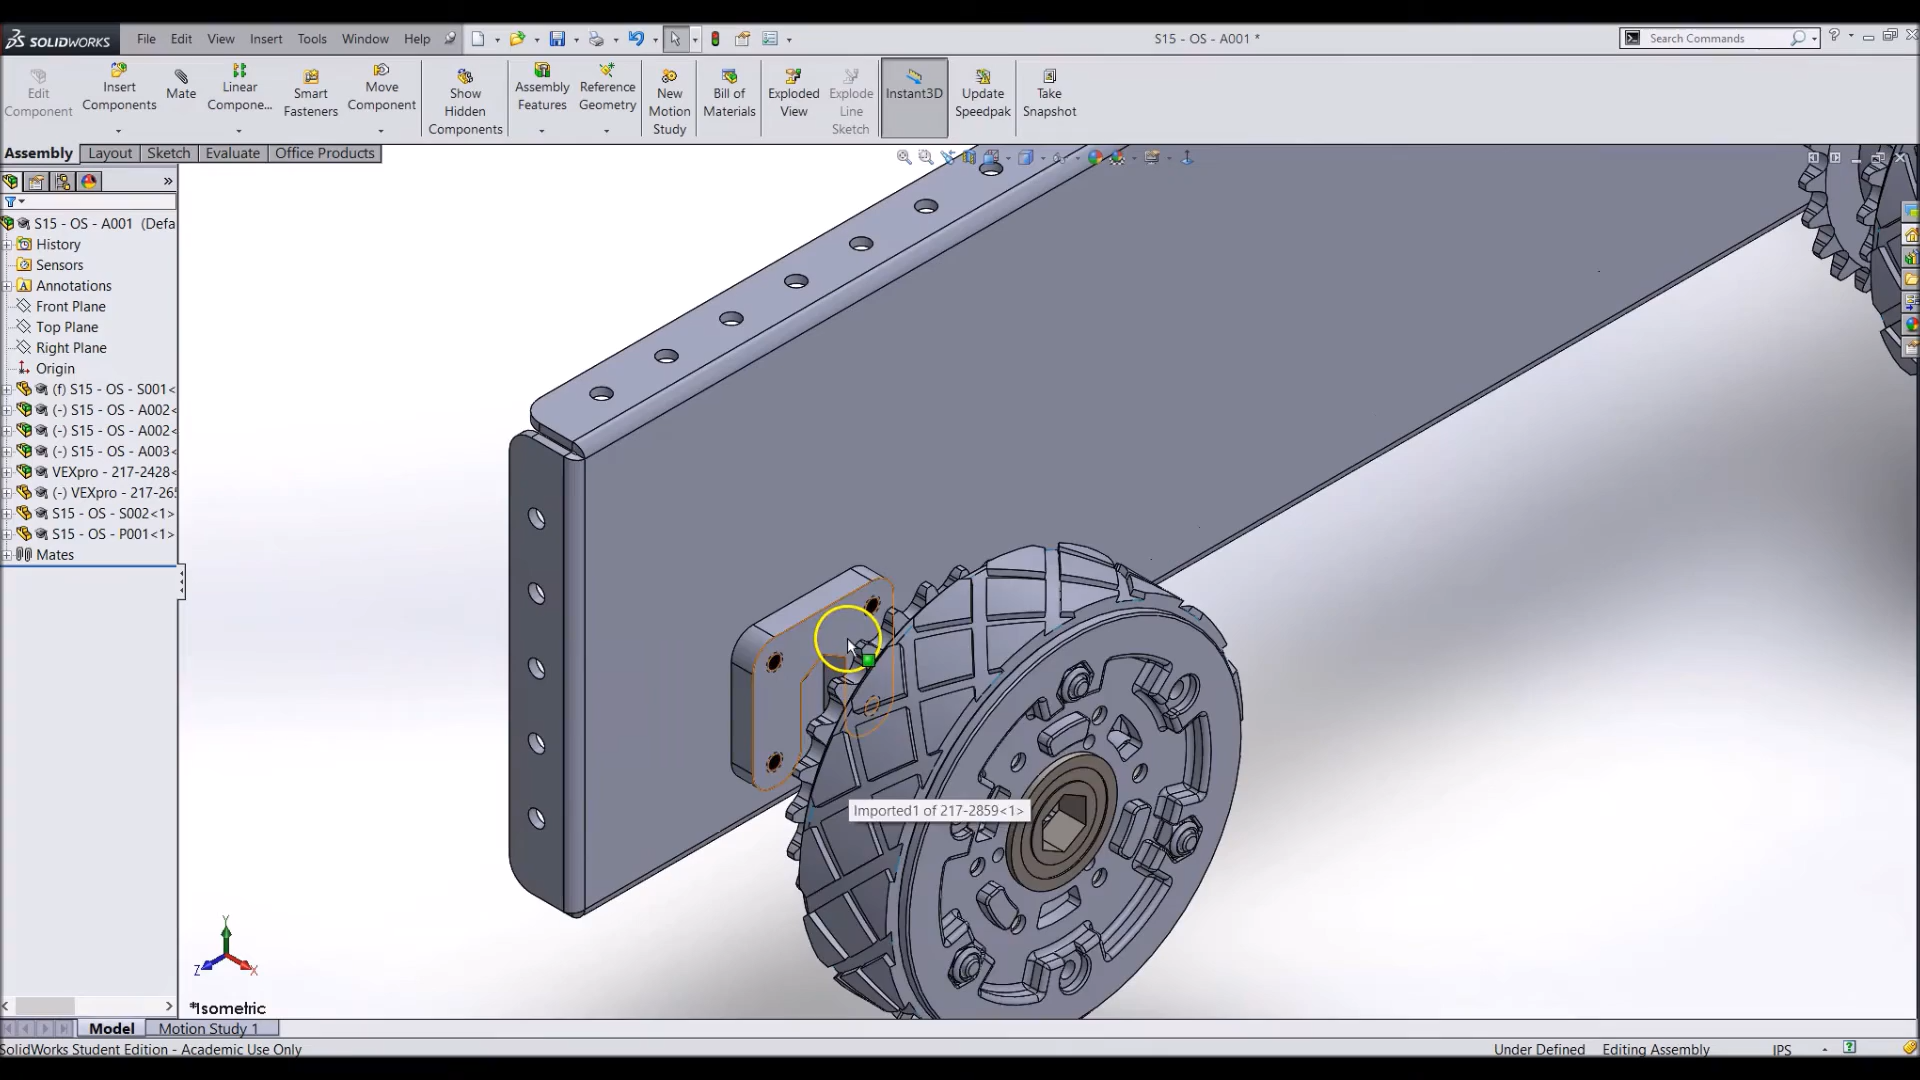 SOLIDWORKS File Edit View Insert Tools Window Help S15 - OS - A001 * Search Commands
Edit Component
Insert Components
Mate
Linear Compone...
Smart Fasteners
Move Component
Show Hidden Components
Assembly Features
Reference Geometry
New Motion Study
Bill of Materials
Exploded View
Explode Line Sketch
Instant3D
Update Speedpak
Take Snapshot
Assembly Layout Sketch Evaluate Office Products
S15 - OS - A001 (Defa
History
Sensors
Annotations
Front Plane
Top Plane
Right Plane
Origin
(f) S15 - OS - S001<
(-) S15 - OS - A002<
(-) S15 - OS - A002<
(-) S15 - OS - A003<
VEXpro - 217-2428<
(-) VEXpro - 217-265
S15 - OS - S002<1>
S15 - OS - P001<1>
Mates
Imported1 of 217-2859<1>
Y
Z X
*Isometric
Model Motion Study 1
SolidWorks Student Edition - Academic Use Only Under Defined Editing Assembly IPS